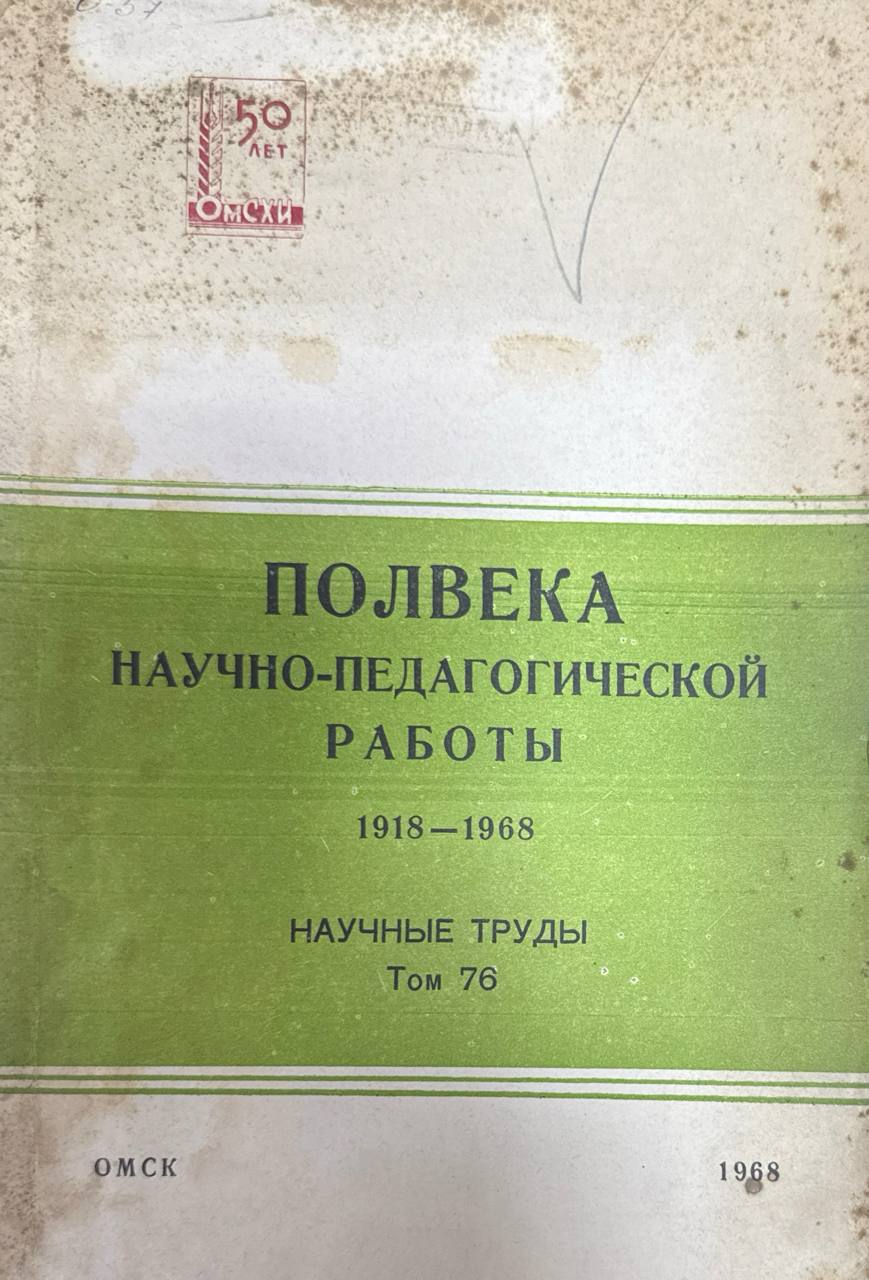 50
ЛЕТ
ОмСХИ
ПОЛВЕКА
НАУЧНО-ПЕДАГОГИЧЕСКОЙ
РАБОТЫ
1918—1968
НАУЧНЫЕ ТРУДЫ
Том 76
ОМСК 1968